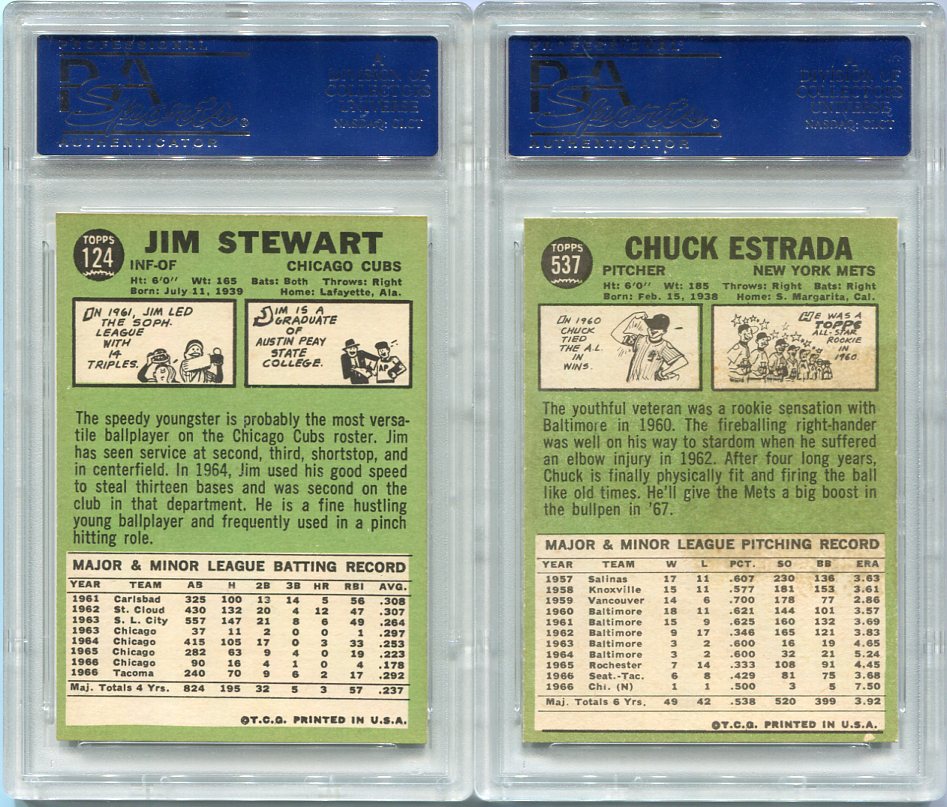 PROFESSIONAL
PSA
Sports
AUTHENTICATOR
A
DIVISION OF
COLLECTORS
UNIVERSE
NASDAQ: CLCT
TOPPS
124
JIM STEWART
INF-OF CHICAGO CUBS
Ht: 6'0" Wt: 165 Bats: Both Throws: Right
Born: July 11, 1939 Home: Lafayette, Ala.
IN 1961, JIM LED
THE SOPH.
LEAGUE
WITH
14
TRIPLES.
JIM IS A
GRADUATE
OF
AUSTIN PEAY
STATE
COLLEGE.
AP
The speedy youngster is probably the most versa-
tile ballplayer on the Chicago Cubs roster. Jim
has seen service at second, third, shortstop, and
in centerfield. In 1964, Jim used his good speed
to steal thirteen bases and was second on the
club in that department. He is a fine hustling
young ballplayer and frequently used in a pinch
hitting role.
MAJOR & MINOR LEAGUE BATTING RECORD
YEAR TEAM AB H 2B 3B HR RBI AVG.
1961 Carlsbad 325 100 13 14 5 56 .308
1962 St. Cloud 430 132 20 4 12 47 .307
1963 S. L. City 557 147 21 8 6 49 .264
1963 Chicago 37 11 2 0 0 1 .297
1964 Chicago 415 105 17 0 3 33 .253
1965 Chicago 282 63 9 4 0 19 .223
1966 Chicago 90 16 4 1 0 4 .178
1966 Tacoma 240 70 9 6 2 17 .292
Maj. Totals 4 Yrs. 824 195 32 5 3 57 .237
©T.C.G. PRINTED IN U.S.A.
PROFESSIONAL
PSA
Sports
AUTHENTICATOR
A
DIVISION OF
COLLECTORS
UNIVERSE
NASDAQ: CLCT
TOPPS
537
CHUCK ESTRADA
PITCHER NEW YORK METS
Ht: 6'0" Wt: 185 Throws: Right Bats: Right
Born: Feb. 15, 1938 Home: S. Margarita, Cal.
IN 1960
CHUCK
TIED
THE A.L.
IN
WINS.
HE WAS A
TOPPS
ALL-STAR
ROOKIE
IN
1960.
The youthful veteran was a rookie sensation with
Baltimore in 1960. The fireballing right-hander
was well on his way to stardom when he suffered
an elbow injury in 1962. After four long years,
Chuck is finally physically fit and firing the ball
like old times. He'll give the Mets a big boost in
the bullpen in '67.
MAJOR & MINOR LEAGUE PITCHING RECORD
YEAR TEAM W L PCT. SO BB ERA
1957 Salinas 17 11 .607 230 136 3.63
1958 Knoxville 15 11 .577 181 153 3.61
1959 Vancouver 14 6 .700 178 77 2.86
1960 Baltimore 18 11 .621 144 101 3.57
1961 Baltimore 15 9 .625 160 132 3.69
1962 Baltimore 9 17 .346 165 121 3.83
1963 Baltimore 3 2 .600 16 19 4.65
1964 Baltimore 3 2 .600 32 21 5.24
1965 Rochester 7 14 .333 108 91 4.45
1966 Seat.-Tac. 6 8 .429 81 75 3.68
1966 Chi. (N) 1 1 .500 3 5 7.50
Maj. Totals 6 Yrs. 49 42 .538 520 399 3.92
©T.C.G. PRINTED IN U.S.A.